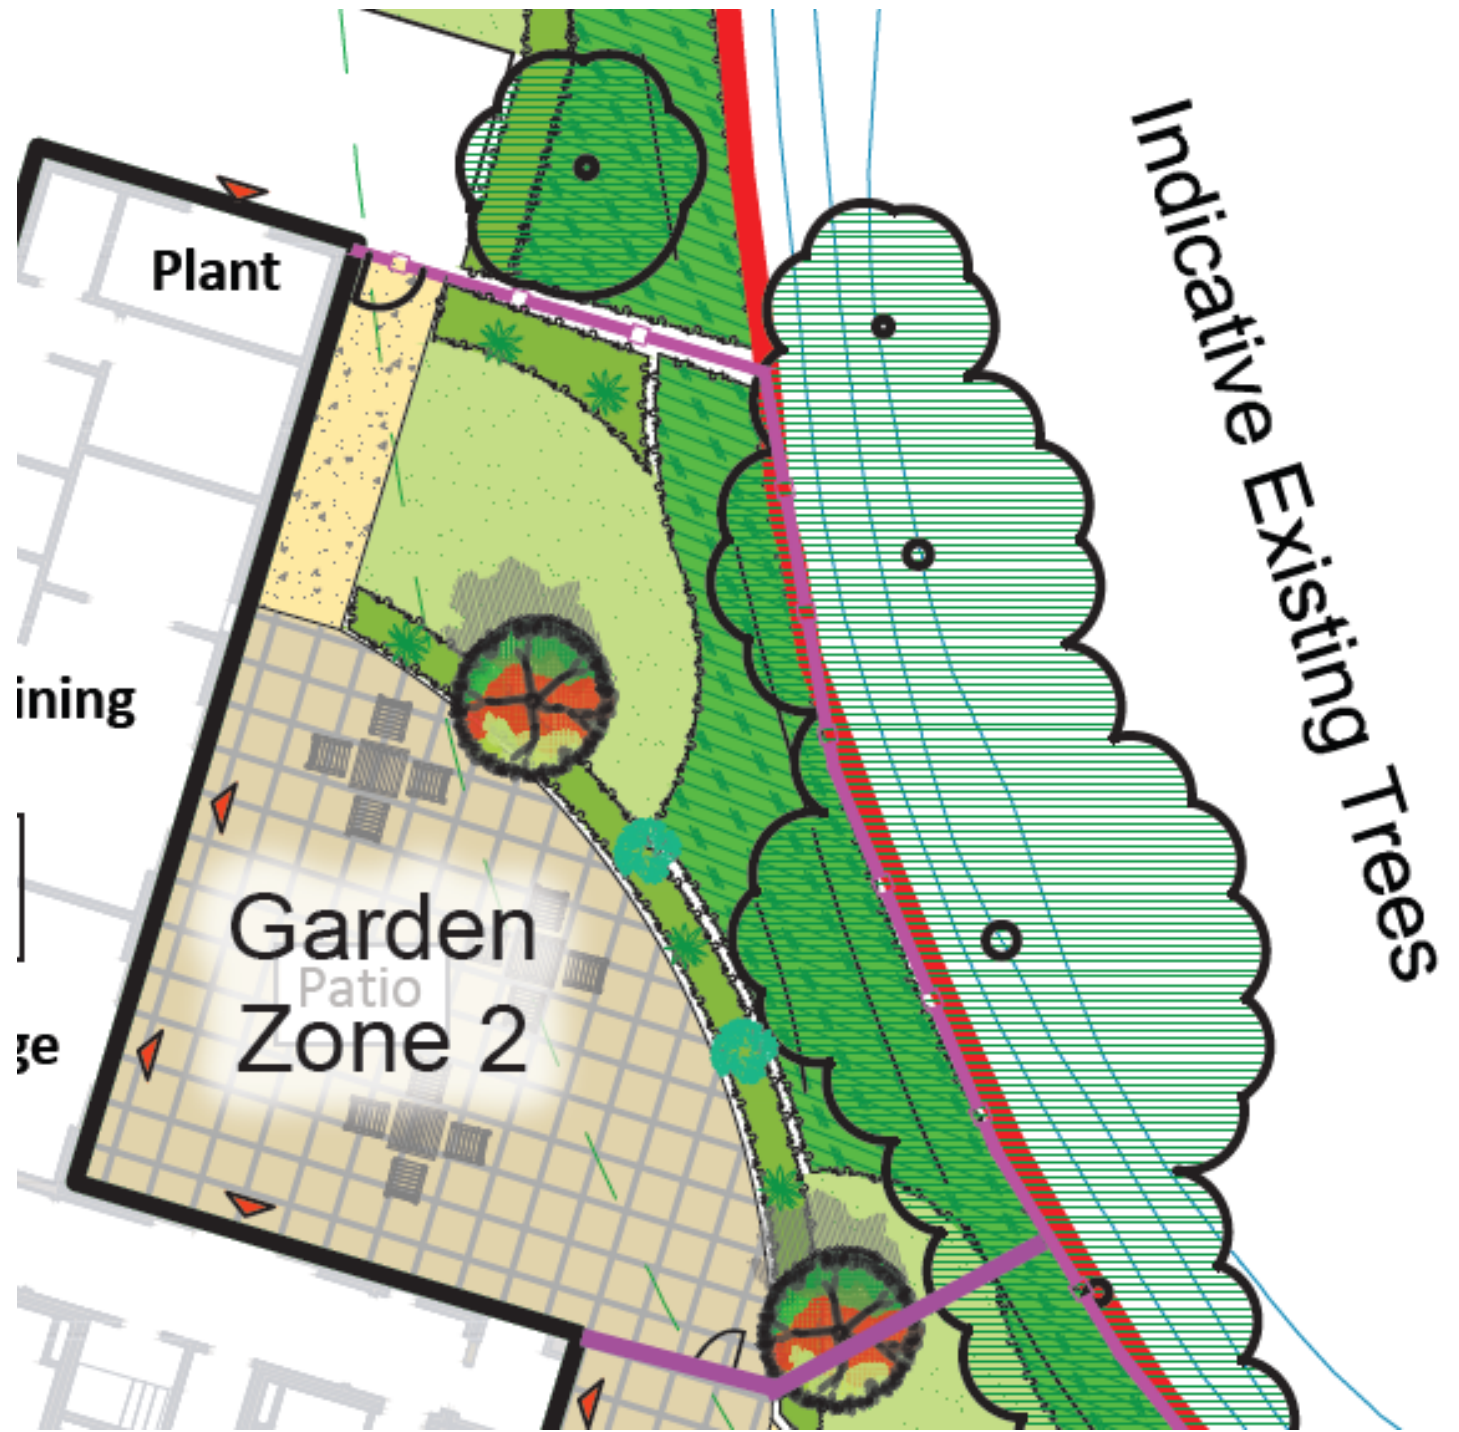 Indicative Existing Trees
Plant
ining
Garden
Patio
Zone 2
ge